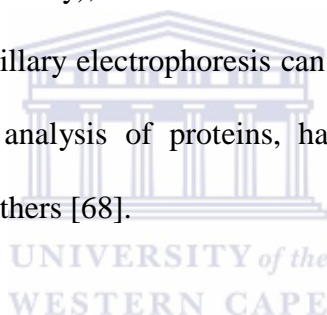 illary electrophoresis can
analysis of proteins, ha
thers [68].
UNIVERSITY of the
WESTERN CAPE